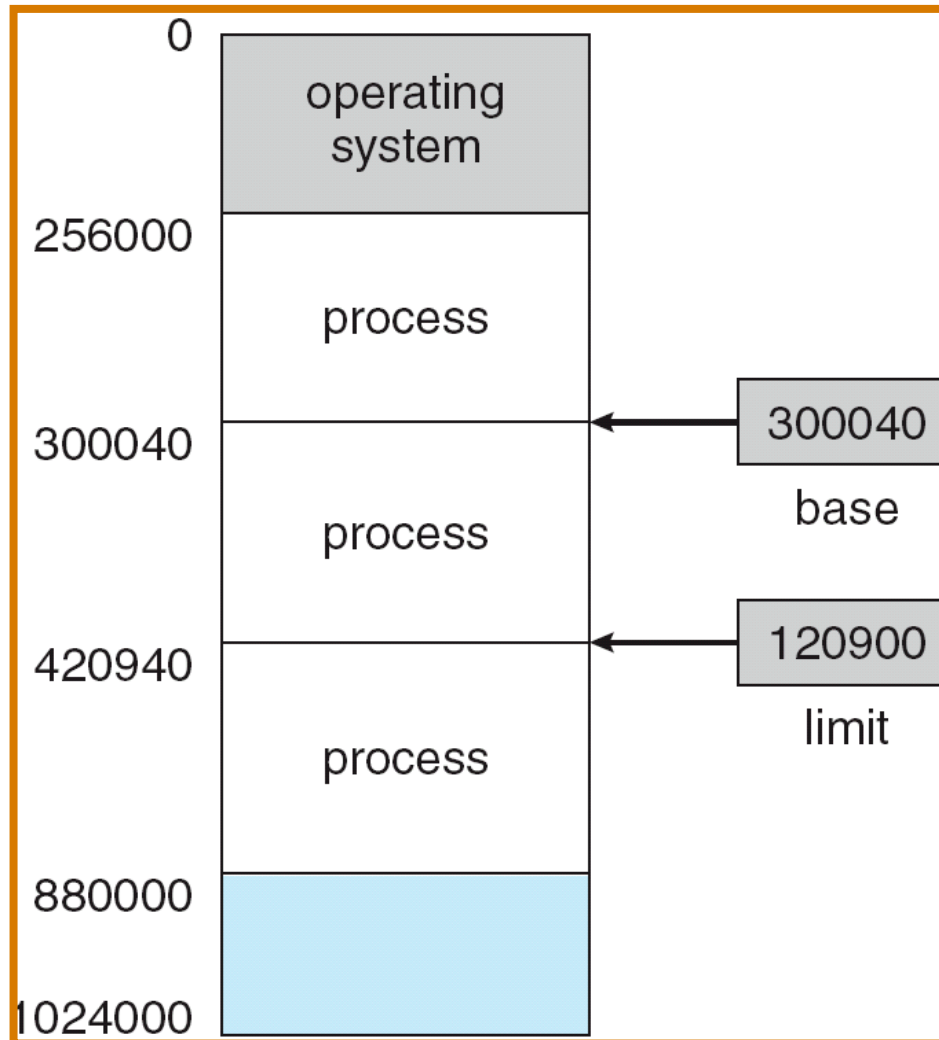 0
operating
system
256000
process
300040
300040
base
process
120900
420940
limit
process
880000
1024000